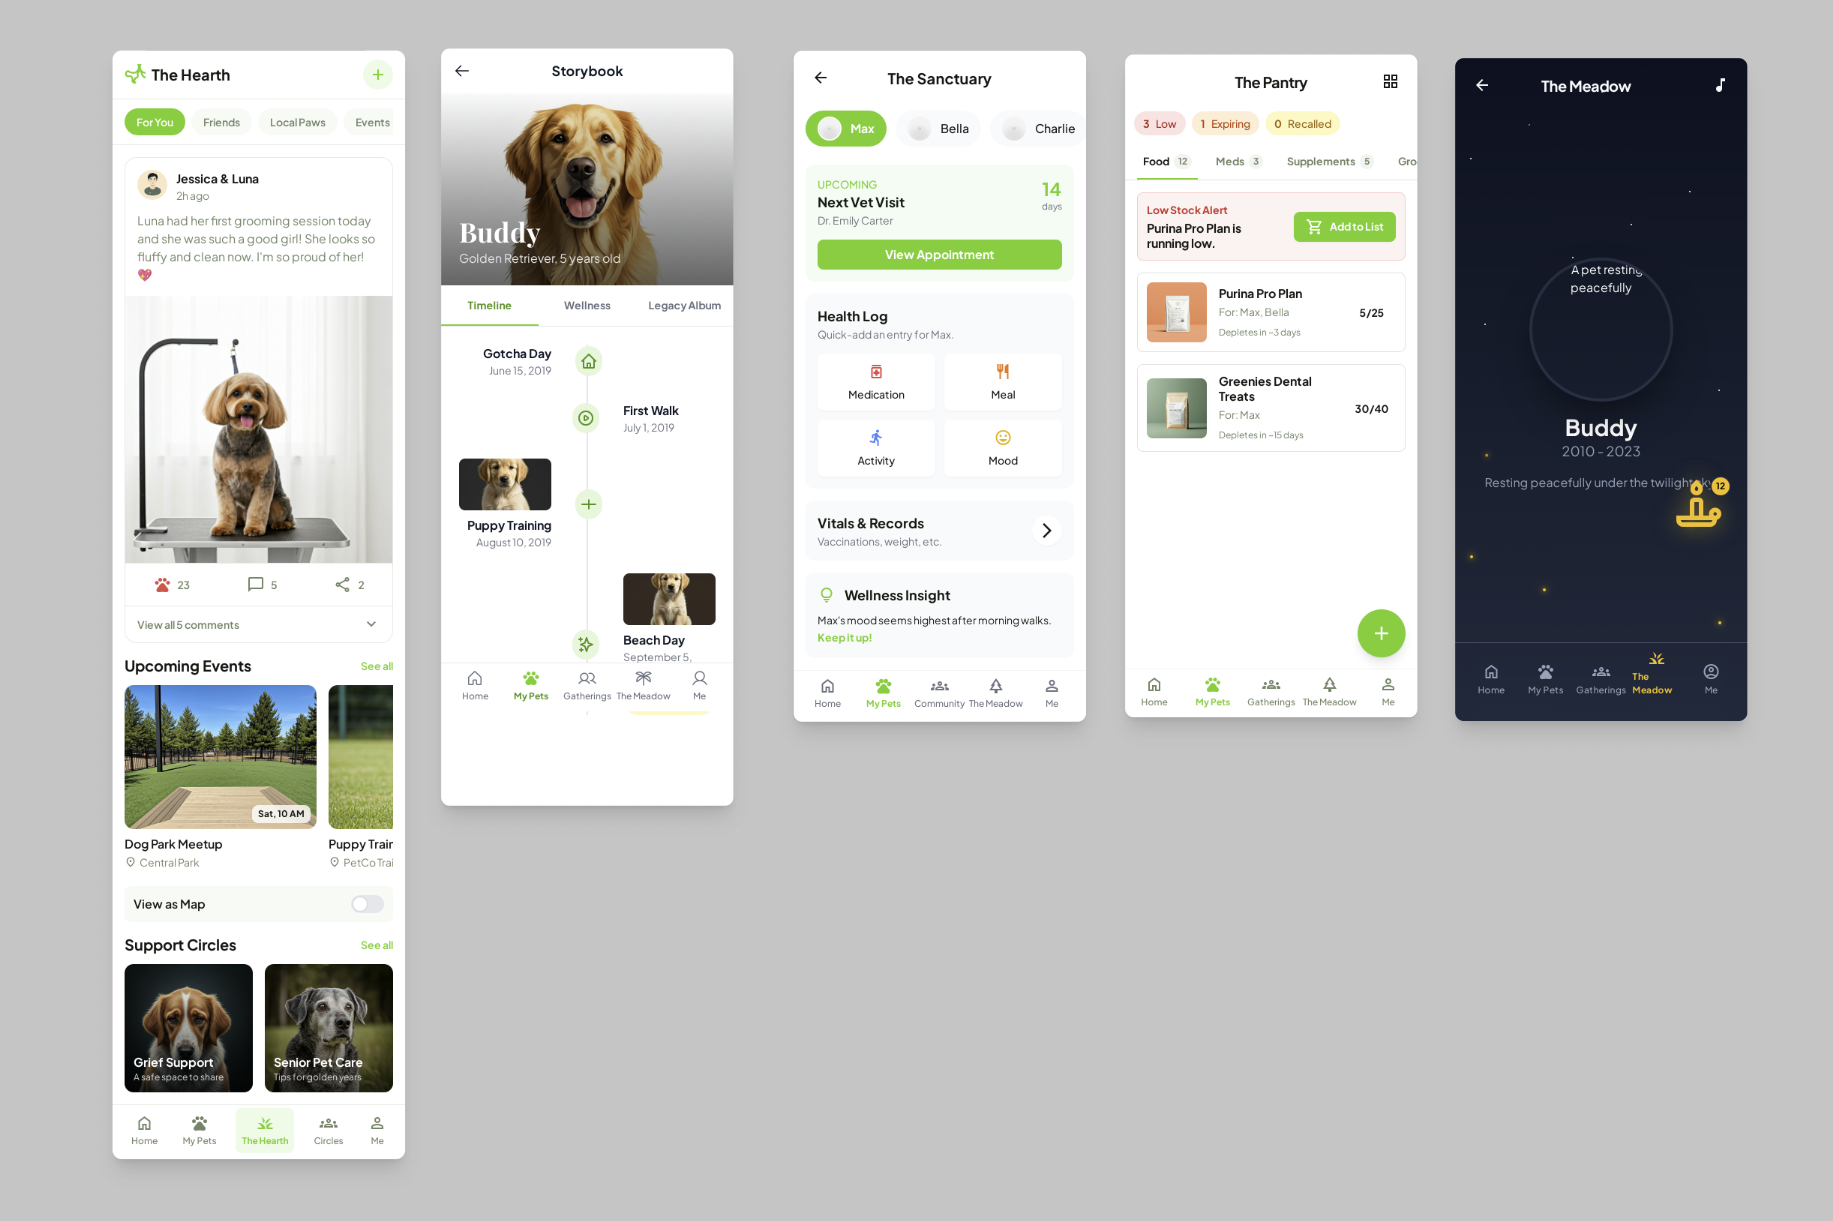 The Hearth
For You
Friends
Local Paws
Events
Jessica & Luna
2h ago
Luna had her first grooming session today
and she was such a good girl! She looks so
fluffy and clean now. I'm so proud of her!
💖
23
5
2
View all 5 comments
Upcoming Events
See all
Sat, 10 AM
Dog Park Meetup
Central Park
Puppy Train
PetCo Trai
View as Map
Support Circles
See all
Grief Support
A safe space to share
Senior Pet Care
Tips for golden years
Home
My Pets
The Hearth
Circles
Me
Storybook
Buddy
Golden Retriever, 5 years old
Timeline
Wellness
Legacy Album
Gotcha Day
June 15, 2019
First Walk
July 1, 2019
Puppy Training
August 10, 2019
Beach Day
September 5,
Home
My Pets
Gatherings
The Meadow
Me
The Sanctuary
Max
Bella
Charlie
UPCOMING
Next Vet Visit
Dr. Emily Carter
14
days
View Appointment
Health Log
Quick-add an entry for Max.
Medication
Meal
Activity
Mood
Vitals & Records
Vaccinations, weight, etc.
Wellness Insight
Max's mood seems highest after morning walks.
Keep it up!
Home
My Pets
Community
The Meadow
Me
The Pantry
3 Low
1 Expiring
0 Recalled
Food 12
Meds 3
Supplements 5
Gro
Low Stock Alert
Purina Pro Plan is
running low.
Add to List
Purina Pro Plan
For: Max, Bella
Depletes in ~3 days
5/25
Greenies Dental
Treats
For: Max
Depletes in ~15 days
30/40
Home
My Pets
Gatherings
The Meadow
Me
The Meadow
A pet resting
peacefully
Buddy
2010 - 2023
Resting peacefully under the twilight sky
12
Home
My Pets
Gatherings
The
Meadow
Me